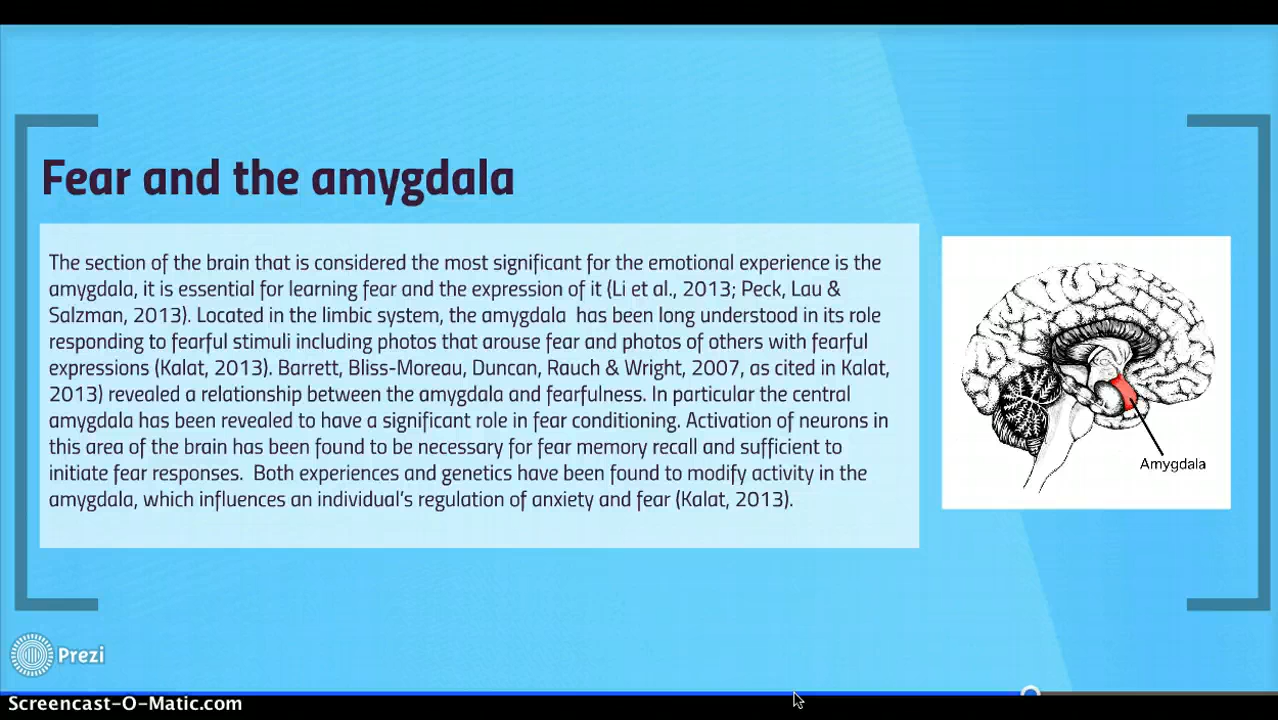 Fear and the amygdala
The section of the brain that is considered the most significant for the emotional experience is the
amygdala, it is essential for learning fear and the expression of it (Li et al., 2013; Peck, Lau &
Salzman, 2013). Located in the limbic system, the amygdala  has been long understood in its role
responding to fearful stimuli including photos that arouse fear and photos of others with fearful
expressions (Kalat, 2013). Barrett, Bliss-Moreau, Duncan, Rauch & Wright, 2007, as cited in Kalat,
2013) revealed a relationship between the amygdala and fearfulness. In particular the central
amygdala has been revealed to have a significant role in fear conditioning. Activation of neurons in
this area of the brain has been found to be necessary for fear memory recall and sufficient to
initiate fear responses.  Both experiences and genetics have been found to modify activity in the
amygdala, which influences an individual's regulation of anxiety and fear (Kalat, 2013).
Amygdala
Prezi
Screencast-O-Matic.com